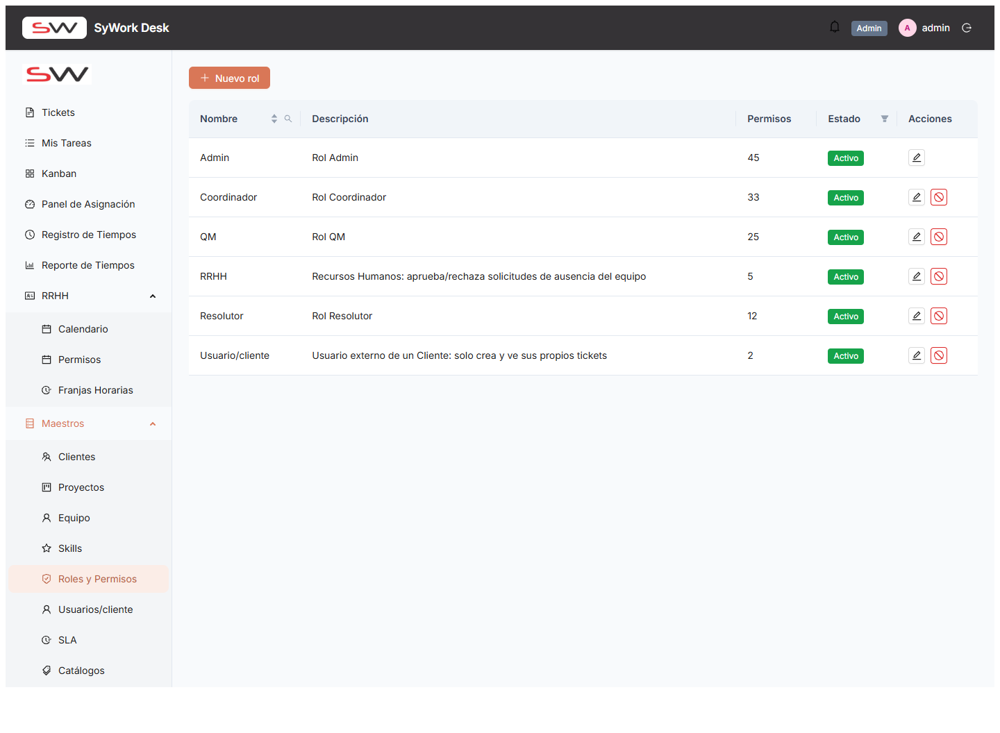 SW SyWork Desk Admin A admin
SW
Nuevo rol
Nombre Descripción Permisos Estado Acciones
Admin Rol Admin 45 Activo
Coordinador Rol Coordinador 33 Activo
QM Rol QM 25 Activo
RRHH Recursos Humanos: aprueba/rechaza solicitudes de ausencia del equipo 5 Activo
Resolutor Rol Resolutor 12 Activo
Usuario/cliente Usuario externo de un Cliente: solo crea y ve sus propios tickets 2 Activo
Tickets
Mis Tareas
Kanban
Panel de Asignación
Registro de Tiempos
Reporte de Tiempos
RRHH
Calendario
Permisos
Franjas Horarias
Maestros
Clientes
Proyectos
Equipo
Skills
Roles y Permisos
Usuarios/cliente
SLA
Catálogos